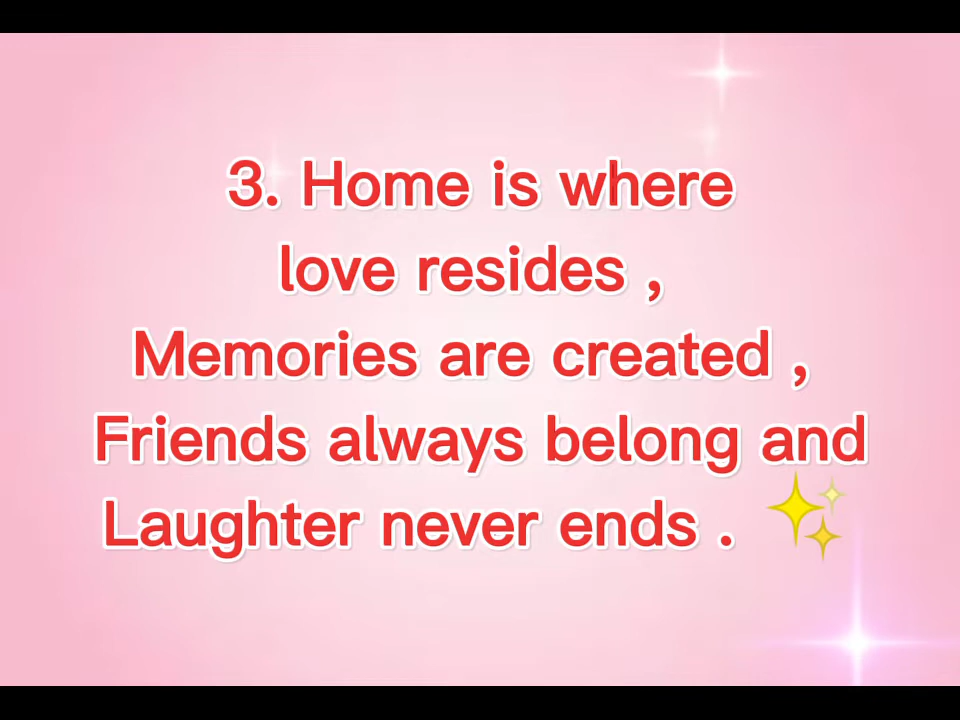 3. Home is where
love resides ,
Memories are created ,
Friends always belong and
Laughter never ends . ✨